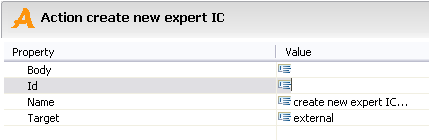 Action create new expert IC
Property Value
Body
Id
Name create new expert IC...
Target external